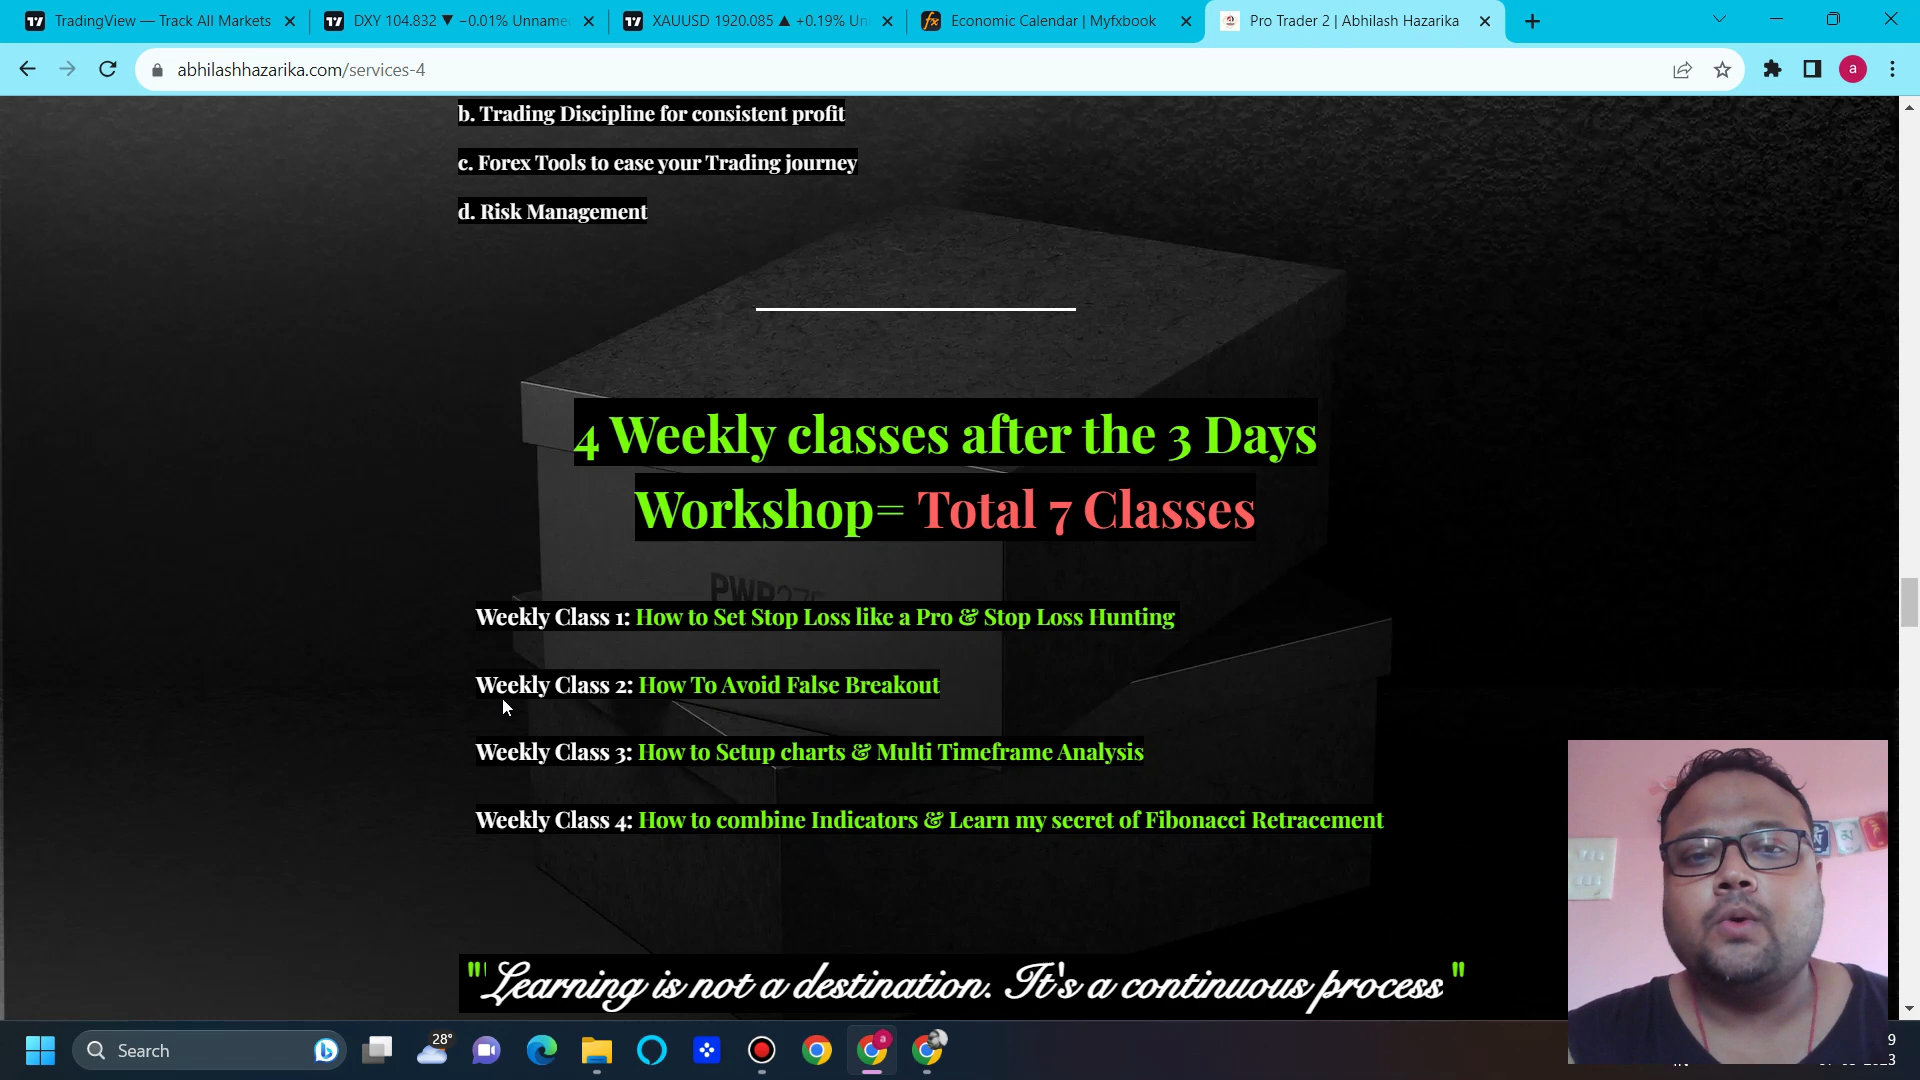 TradingView — Track All Markets
DXY 104.832 ▼ −0.01% Unname
XAUUSD 1920.085 ▲ +0.19% Un
Economic Calendar | Myfxbook
Pro Trader 2 | Abhilash Hazarika
abhilashhazarika.com/services-4
a
b. Trading Discipline for consistent profit
c. Forex Tools to ease your Trading journey
d. Risk Management
4 Weekly classes after the 3 Days
Workshop= Total 7 Classes
Weekly Class 1: How to Set Stop Loss like a Pro & Stop Loss Hunting
Weekly Class 2: How To Avoid False Breakout
Weekly Class 3: How to Setup charts & Multi Timeframe Analysis
Weekly Class 4: How to combine Indicators & Learn my secret of Fibonacci Retracement
"Learning is not a destination. It's a continuous process"
Search
28°
a